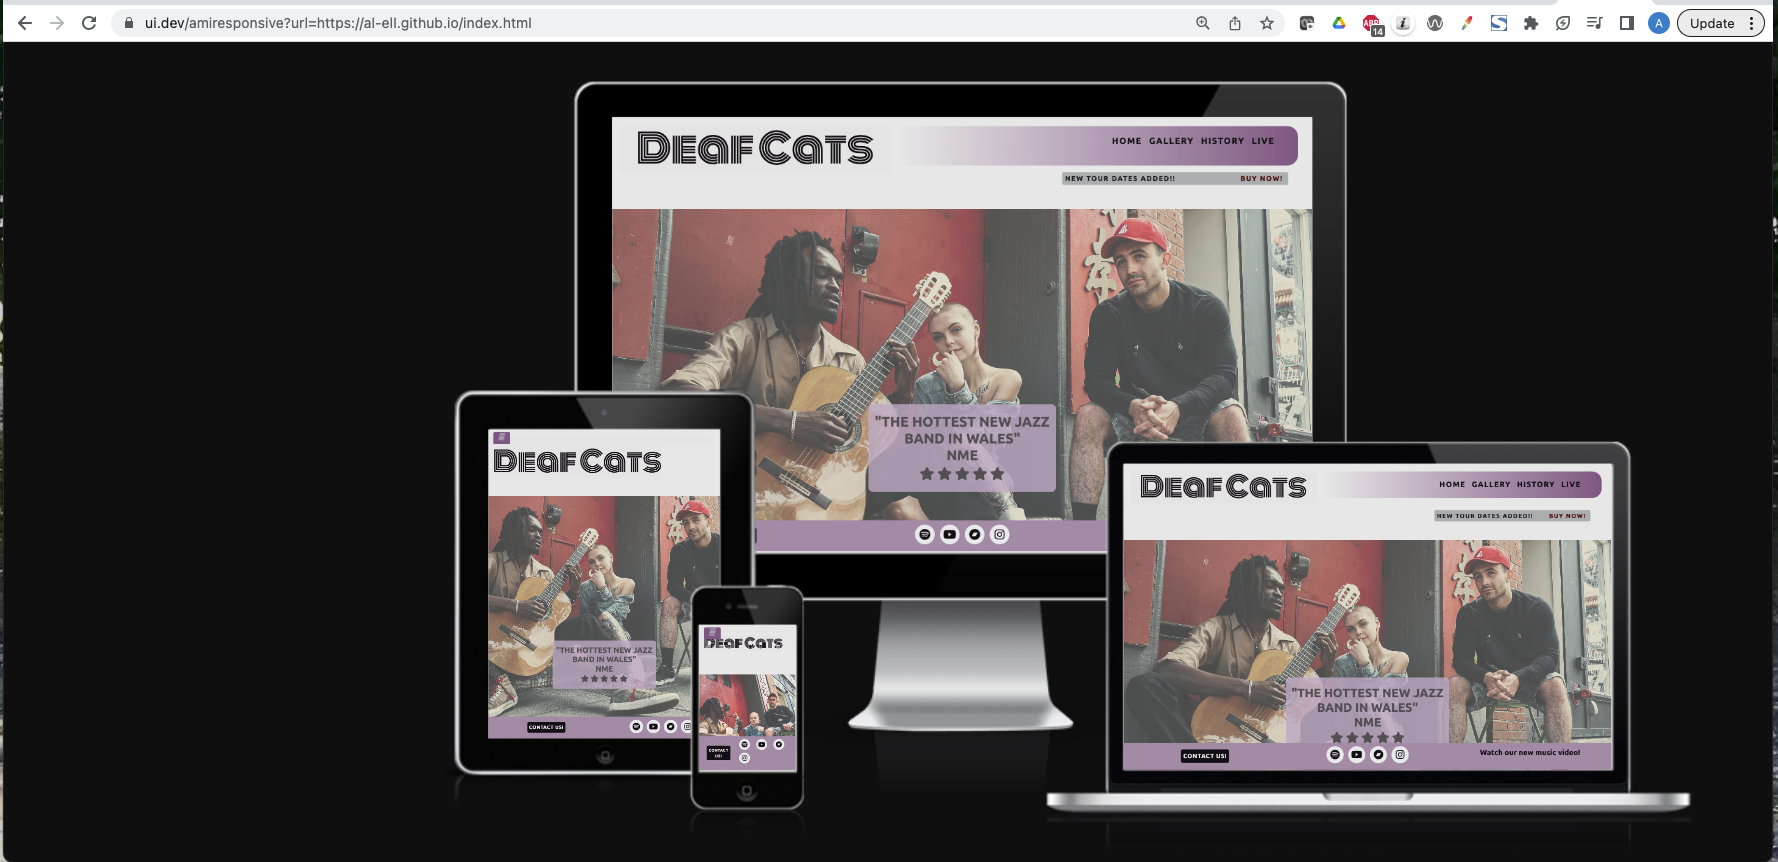 ui.dev/amiresponsive?url=https://al-ell.github.io/index.html
14
A
Update
Deaf Cats
HOME GALLERY HISTORY LIVE
NEW TOUR DATES ADDED!! BUY NOW!
"THE HOTTEST NEW JAZZ
BAND IN WALES"
NME
Deaf Cats
"THE HOTTEST NEW JAZZ
BAND IN WALES"
NME
CONTACT US!
Deaf Cats
CONTACT
US!
Deaf Cats
HOME GALLERY HISTORY LIVE
NEW TOUR DATES ADDED!! BUY NOW!
"THE HOTTEST NEW JAZZ
BAND IN WALES"
NME
CONTACT US!
Watch our new music video!